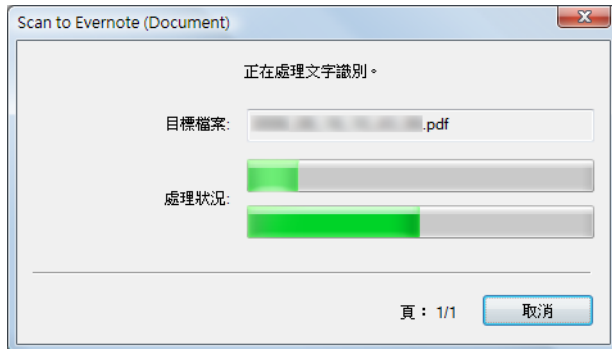 Scan to Evernote (Document)
正在處理文字識別。
目標檔案: .pdf
處理狀況:
頁： 1/1 取消